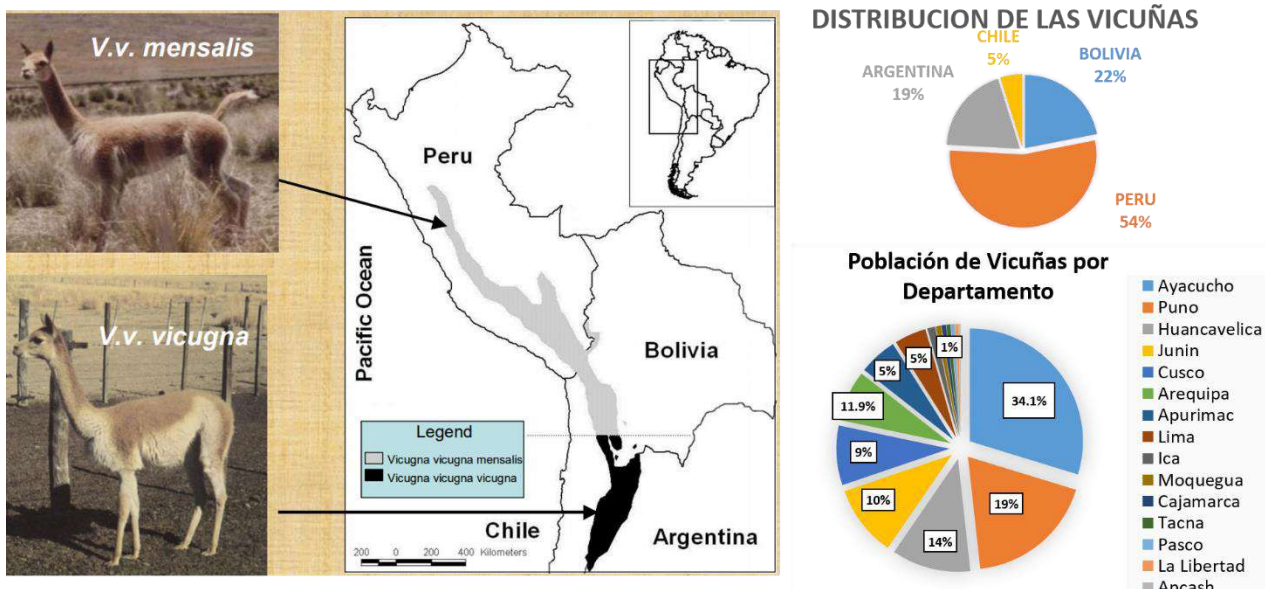 V.v. mensalis
V.v. vicugna
Peru
Pacific Ocean
Bolivia
Legend
Vicugna vicugna mensalis
Vicugna vicugna vicugna
Chile
Argentina
200 0 200 400 Kilometers
DISTRIBUCION DE LAS VICUÑAS
CHILE
5%
BOLIVIA
22%
ARGENTINA
19%
PERU
54%
Población de Vicuñas por
Departamento
34.1%
19%
14%
10%
9%
11.9%
5%
5%
1%
Ayacucho
Puno
Huancavelica
Junin
Cusco
Arequipa
Apurimac
Lima
Ica
Moquegua
Cajamarca
Tacna
Pasco
La Libertad
Ancash